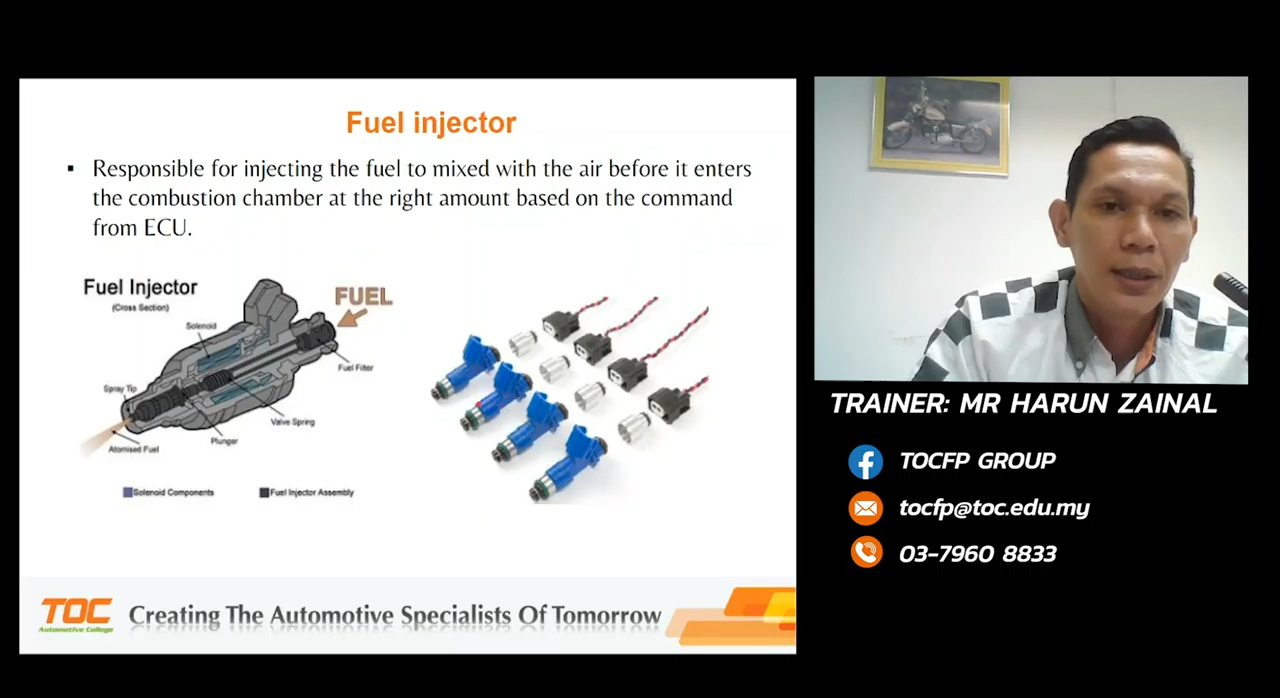 Fuel injector
▪ Responsible for injecting the fuel to mixed with the air before it enters
the combustion chamber at the right amount based on the command
from ECU.
Fuel Injector
(Cross Section)
FUEL
Solenoid
Fuel Filter
Spray Tip
Valve Spring
Plunger
Atomised Fuel
Solenoid Components
Fuel Injector Assembly
TOC
Automotive College
Creating The Automotive Specialists Of Tomorrow
TRAINER: MR HARUN ZAINAL
TOCFP GROUP
tocfp@toc.edu.my
03-7960 8833